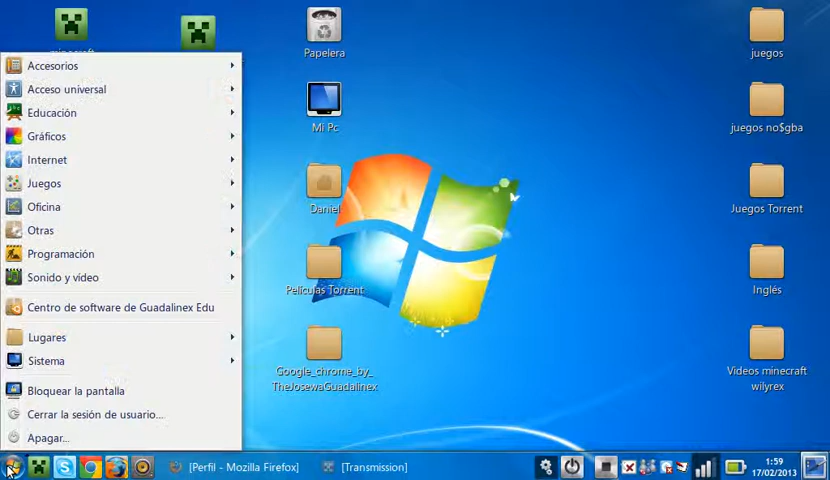 minecraft
Papelera
juegos
Accesorios
Acceso universal
Educación
Gráficos
Internet
Juegos
Oficina
Otras
Programación
Sonido y vídeo
Centro de software de Guadalinex Edu
Lugares
Sistema
Bloquear la pantalla
Cerrar la sesión de usuario...
Apagar...
Mi Pc
juegos no$gba
Daniel
Juegos Torrent
Películas Torrent
Inglés
Google_chrome_by_
TheJosewaGuadalinex
Videos minecraft
wilyrex
[Perfil - Mozilla Firefox]
[Transmission]
1:59
17/02/2013